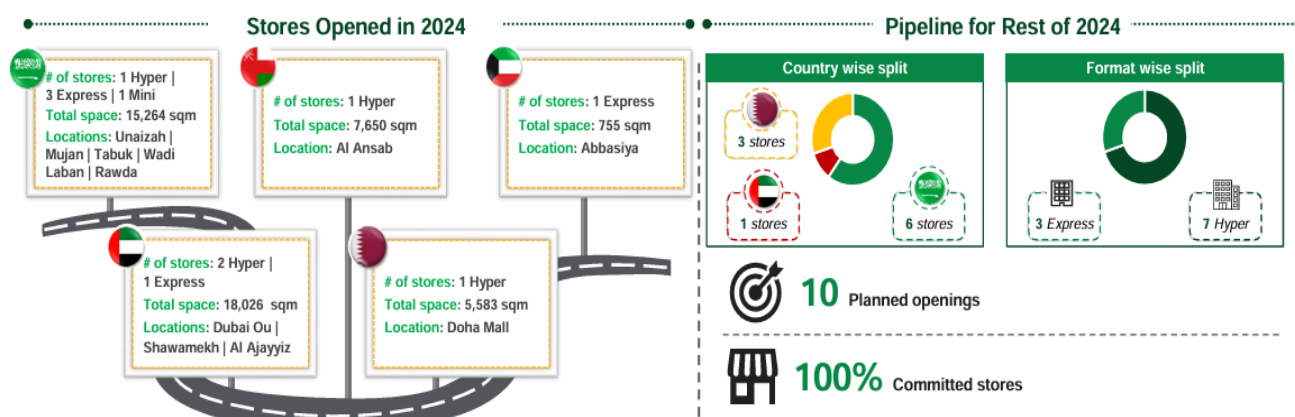 Stores Opened in 2024
# of stores: 1 Hyper |
3 Express | 1 Mini
Total space: 15,264 sqm
Locations: Unaizah |
Mujan | Tabuk | Wadi
Laban | Rawda
# of stores: 1 Hyper
Total space: 7,650 sqm
Location: Al Ansab
# of stores: 1 Express
Total space: 755 sqm
Location: Abbasiya
# of stores: 2 Hyper |
1 Express
Total space: 18,026 sqm
Locations: Dubai Ou |
Shawamekh | Al Ajayyiz
# of stores: 1 Hyper
Total space: 5,583 sqm
Location: Doha Mall
Pipeline for Rest of 2024
Country wise split
3 stores
1 stores
6 stores
Format wise split
3 Express
7 Hyper
10 Planned openings
100% Committed stores